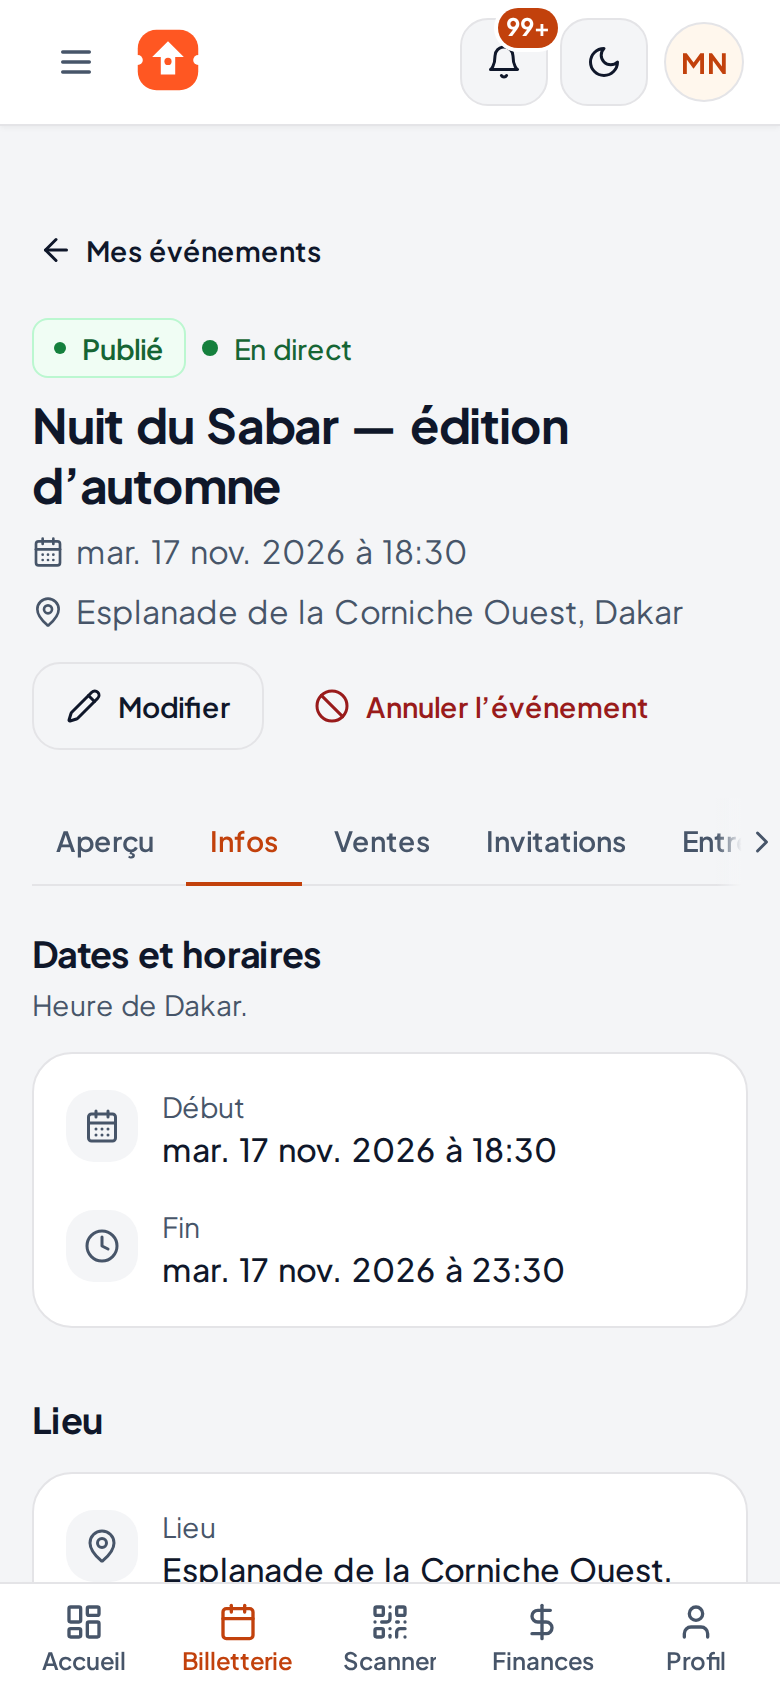 99+
MN
Mes événements
Publié
En direct
Nuit du Sabar — édition
d’automne
mar. 17 nov. 2026 à 18:30
Esplanade de la Corniche Ouest, Dakar
Modifier
Annuler l’événement
Aperçu
Infos
Ventes
Invitations
Dates et horaires
Heure de Dakar.
Début
mar. 17 nov. 2026 à 18:30
Fin
mar. 17 nov. 2026 à 23:30
Lieu
Lieu
Esplanade de la Corniche Ouest,
Accueil
Billetterie
Scanner
Finances
Profil